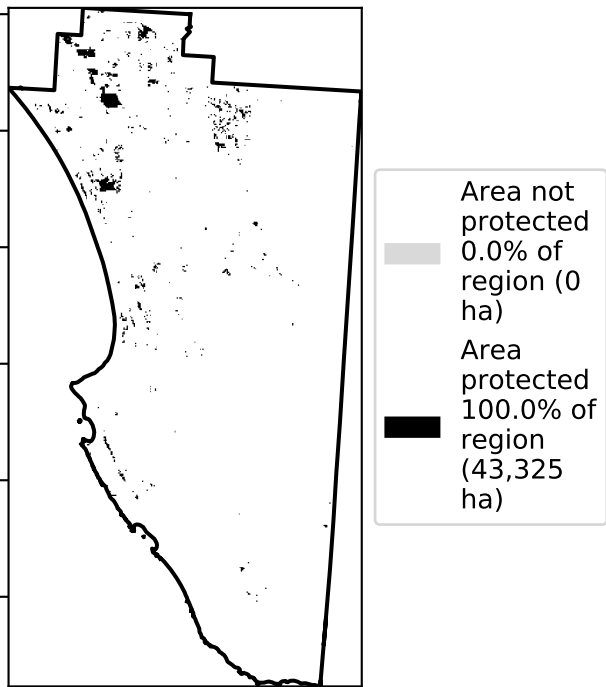 Area not
protected
0.0% of
region (0
ha)
Area
protected
100.0% of
region
(43,325
ha)